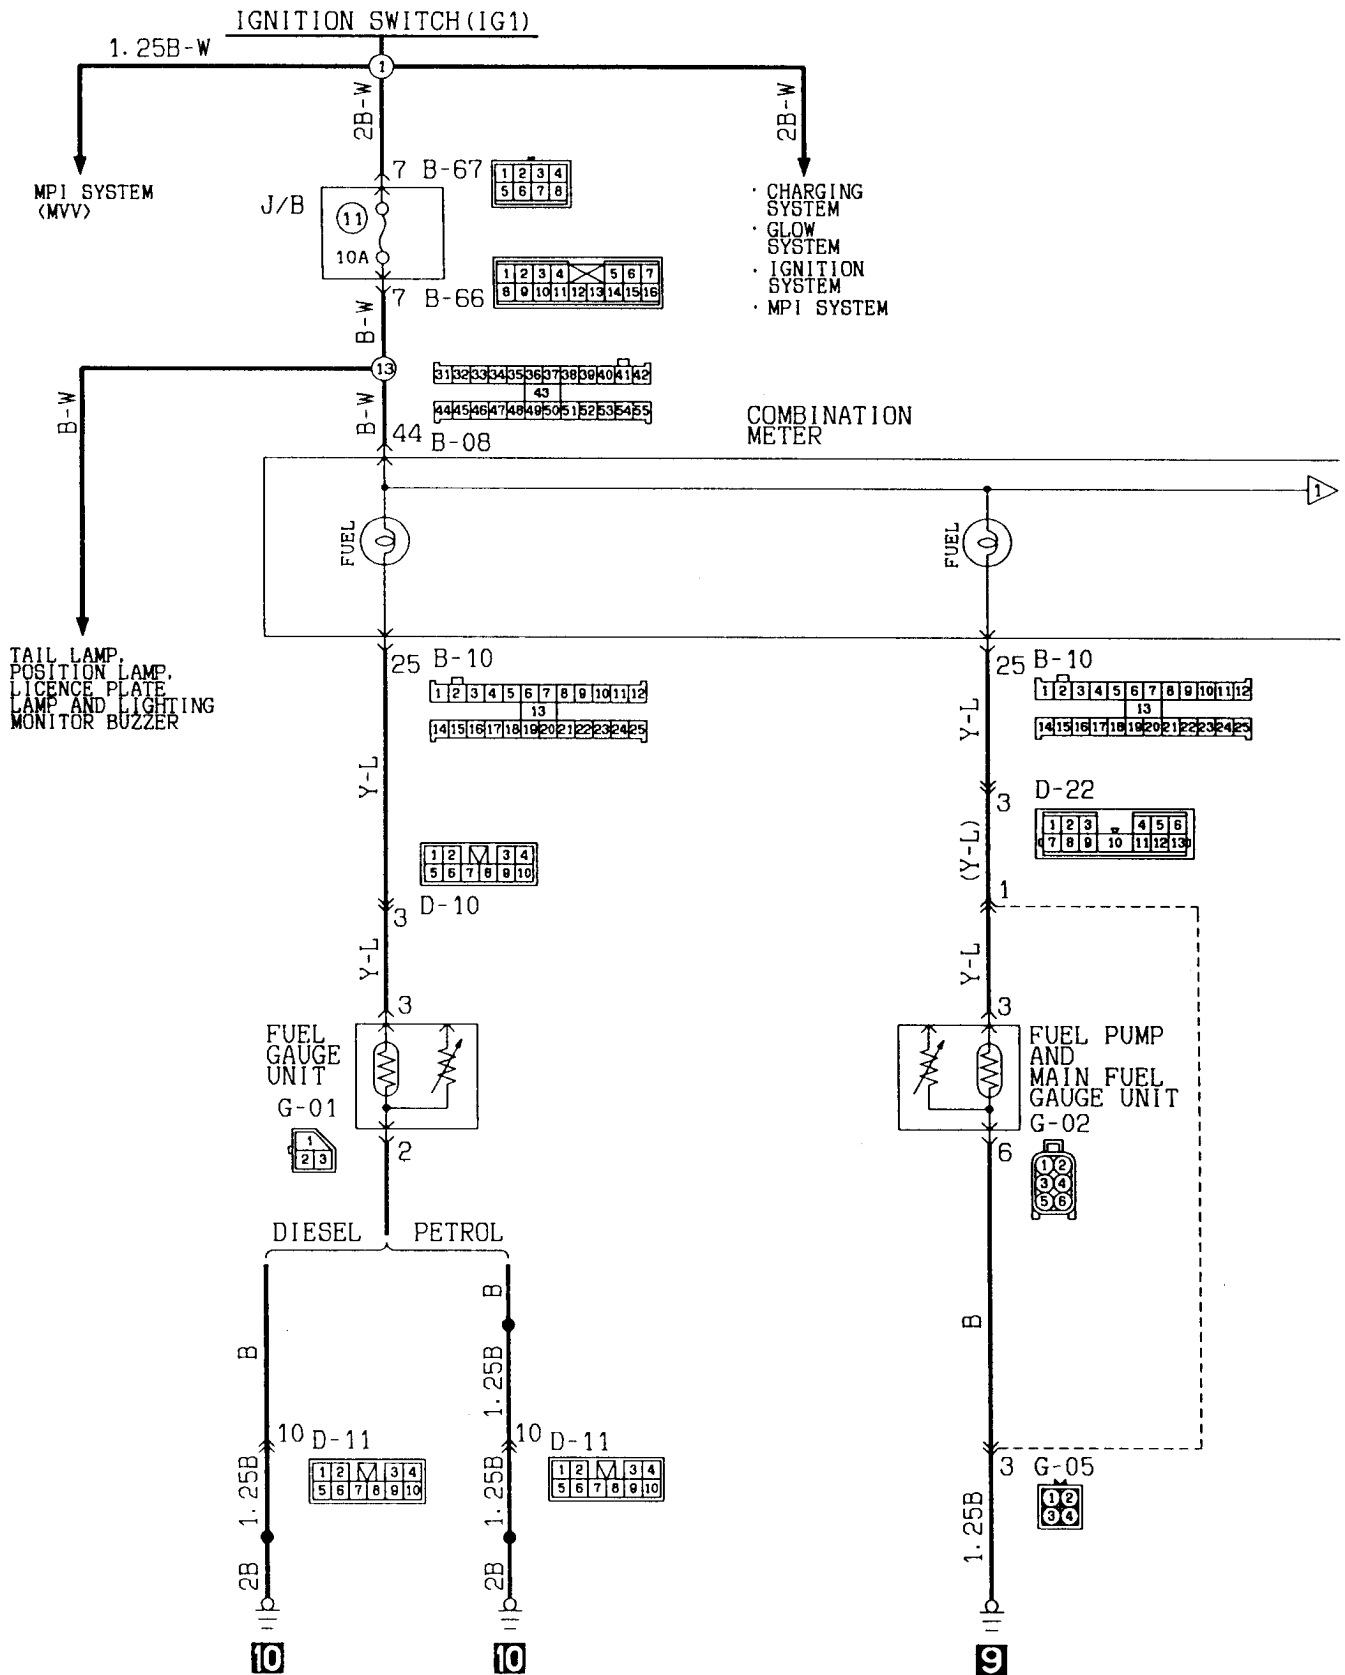 IGNITION SWITCH(IG1)
1.25B-W
1
2B-W
2B-W
MPI SYSTEM
<MVV>
· CHARGING
SYSTEM
· GLOW
SYSTEM
· IGNITION
SYSTEM
· MPI SYSTEM
7 B-67
1 2 3 4
5 6 7 8
J/B
11
10A
7 B-66
1 2 3 4 5 6 7
8 9 10 11 12 13 14 15 16
B-W
13
31 32 33 34 35 36 37 38 39 40 41 42
43
44 45 46 47 48 49 50 51 52 53 54 55
B-W
B-W
44 B-08
COMBINATION
METER
1
FUEL
FUEL
TAIL LAMP,
POSITION LAMP,
LICENCE PLATE
LAMP AND LIGHTING
MONITOR BUZZER
25 B-10
1 2 3 4 5 6 7 8 9 10 11 12
13
14 15 16 17 18 19 20 21 22 23 24 25
25 B-10
1 2 3 4 5 6 7 8 9 10 11 12
13
14 15 16 17 18 19 20 21 22 23 24 25
Y-L
Y-L
3 D-22
1 2 3 4 5 6
7 8 9 10 11 12 13
(Y-L)
1
1 2 3 4
5 6 7 8 9 10
3 D-10
Y-L
Y-L
3
3
FUEL
GAUGE
UNIT
G-01
1
2 3
2
FUEL PUMP
AND
MAIN FUEL
GAUGE UNIT
G-02
6
1 2
3 4
5 6
DIESEL
PETROL
B
B
B
1.25B
10 D-11
1 2 3 4
5 6 7 8 9 10
10 D-11
1 2 3 4
5 6 7 8 9 10
3 G-05
1 2
3 4
1.25B
1.25B
1.25B
2B
2B
10
10
9